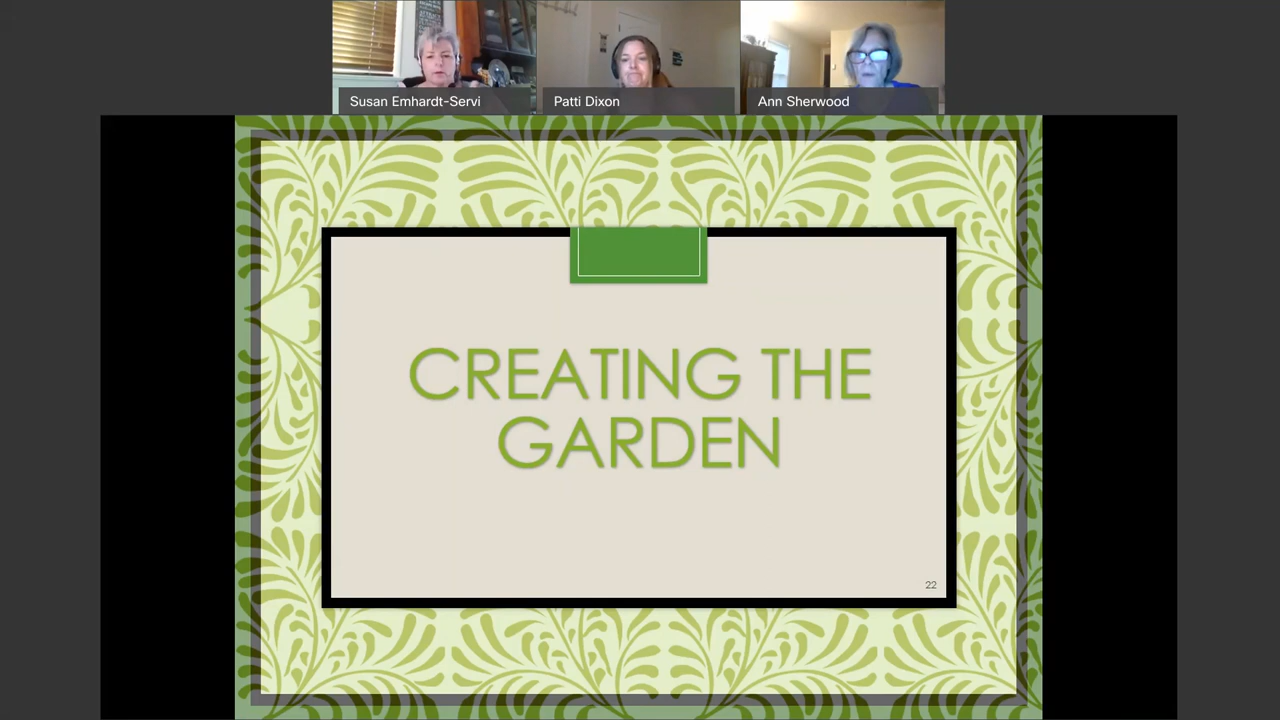 Susan Emhardt-Servi
Patti Dixon
Ann Sherwood
CREATING THE
GARDEN
22